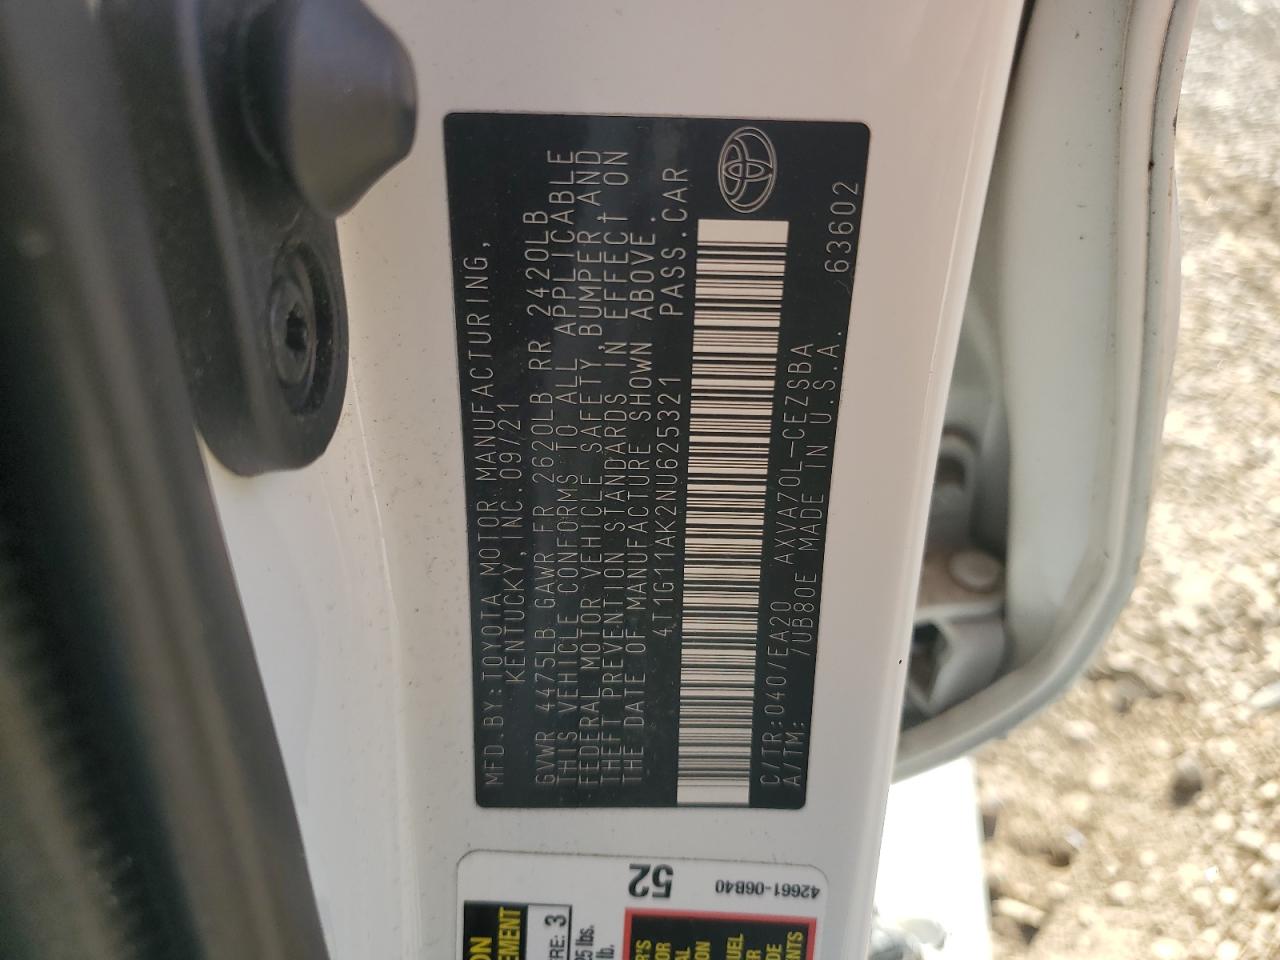 MFD.BY:TOYOTA MOTOR MANUFACTURING,
KENTUCKY,INC.09/21
GVWR 4475LB GAWR FR 2620LB RR 2420LB
THIS VEHICLE CONFORMS TO ALL APPLICABLE
FEDERAL MOTOR VEHICLE SAFETY,BUMPER,AND
THEFT PREVENTION STANDARDS IN EFFECT ON
THE DATE OF MANUFACTURE SHOWN ABOVE.
4T1G11AK2NU625321 PASS.CAR
C/TR:040/EA20 AXVA70L-CEZSBA
A/TM: /UB80E MADE IN U.S.A. 63602
52
42661-06B40